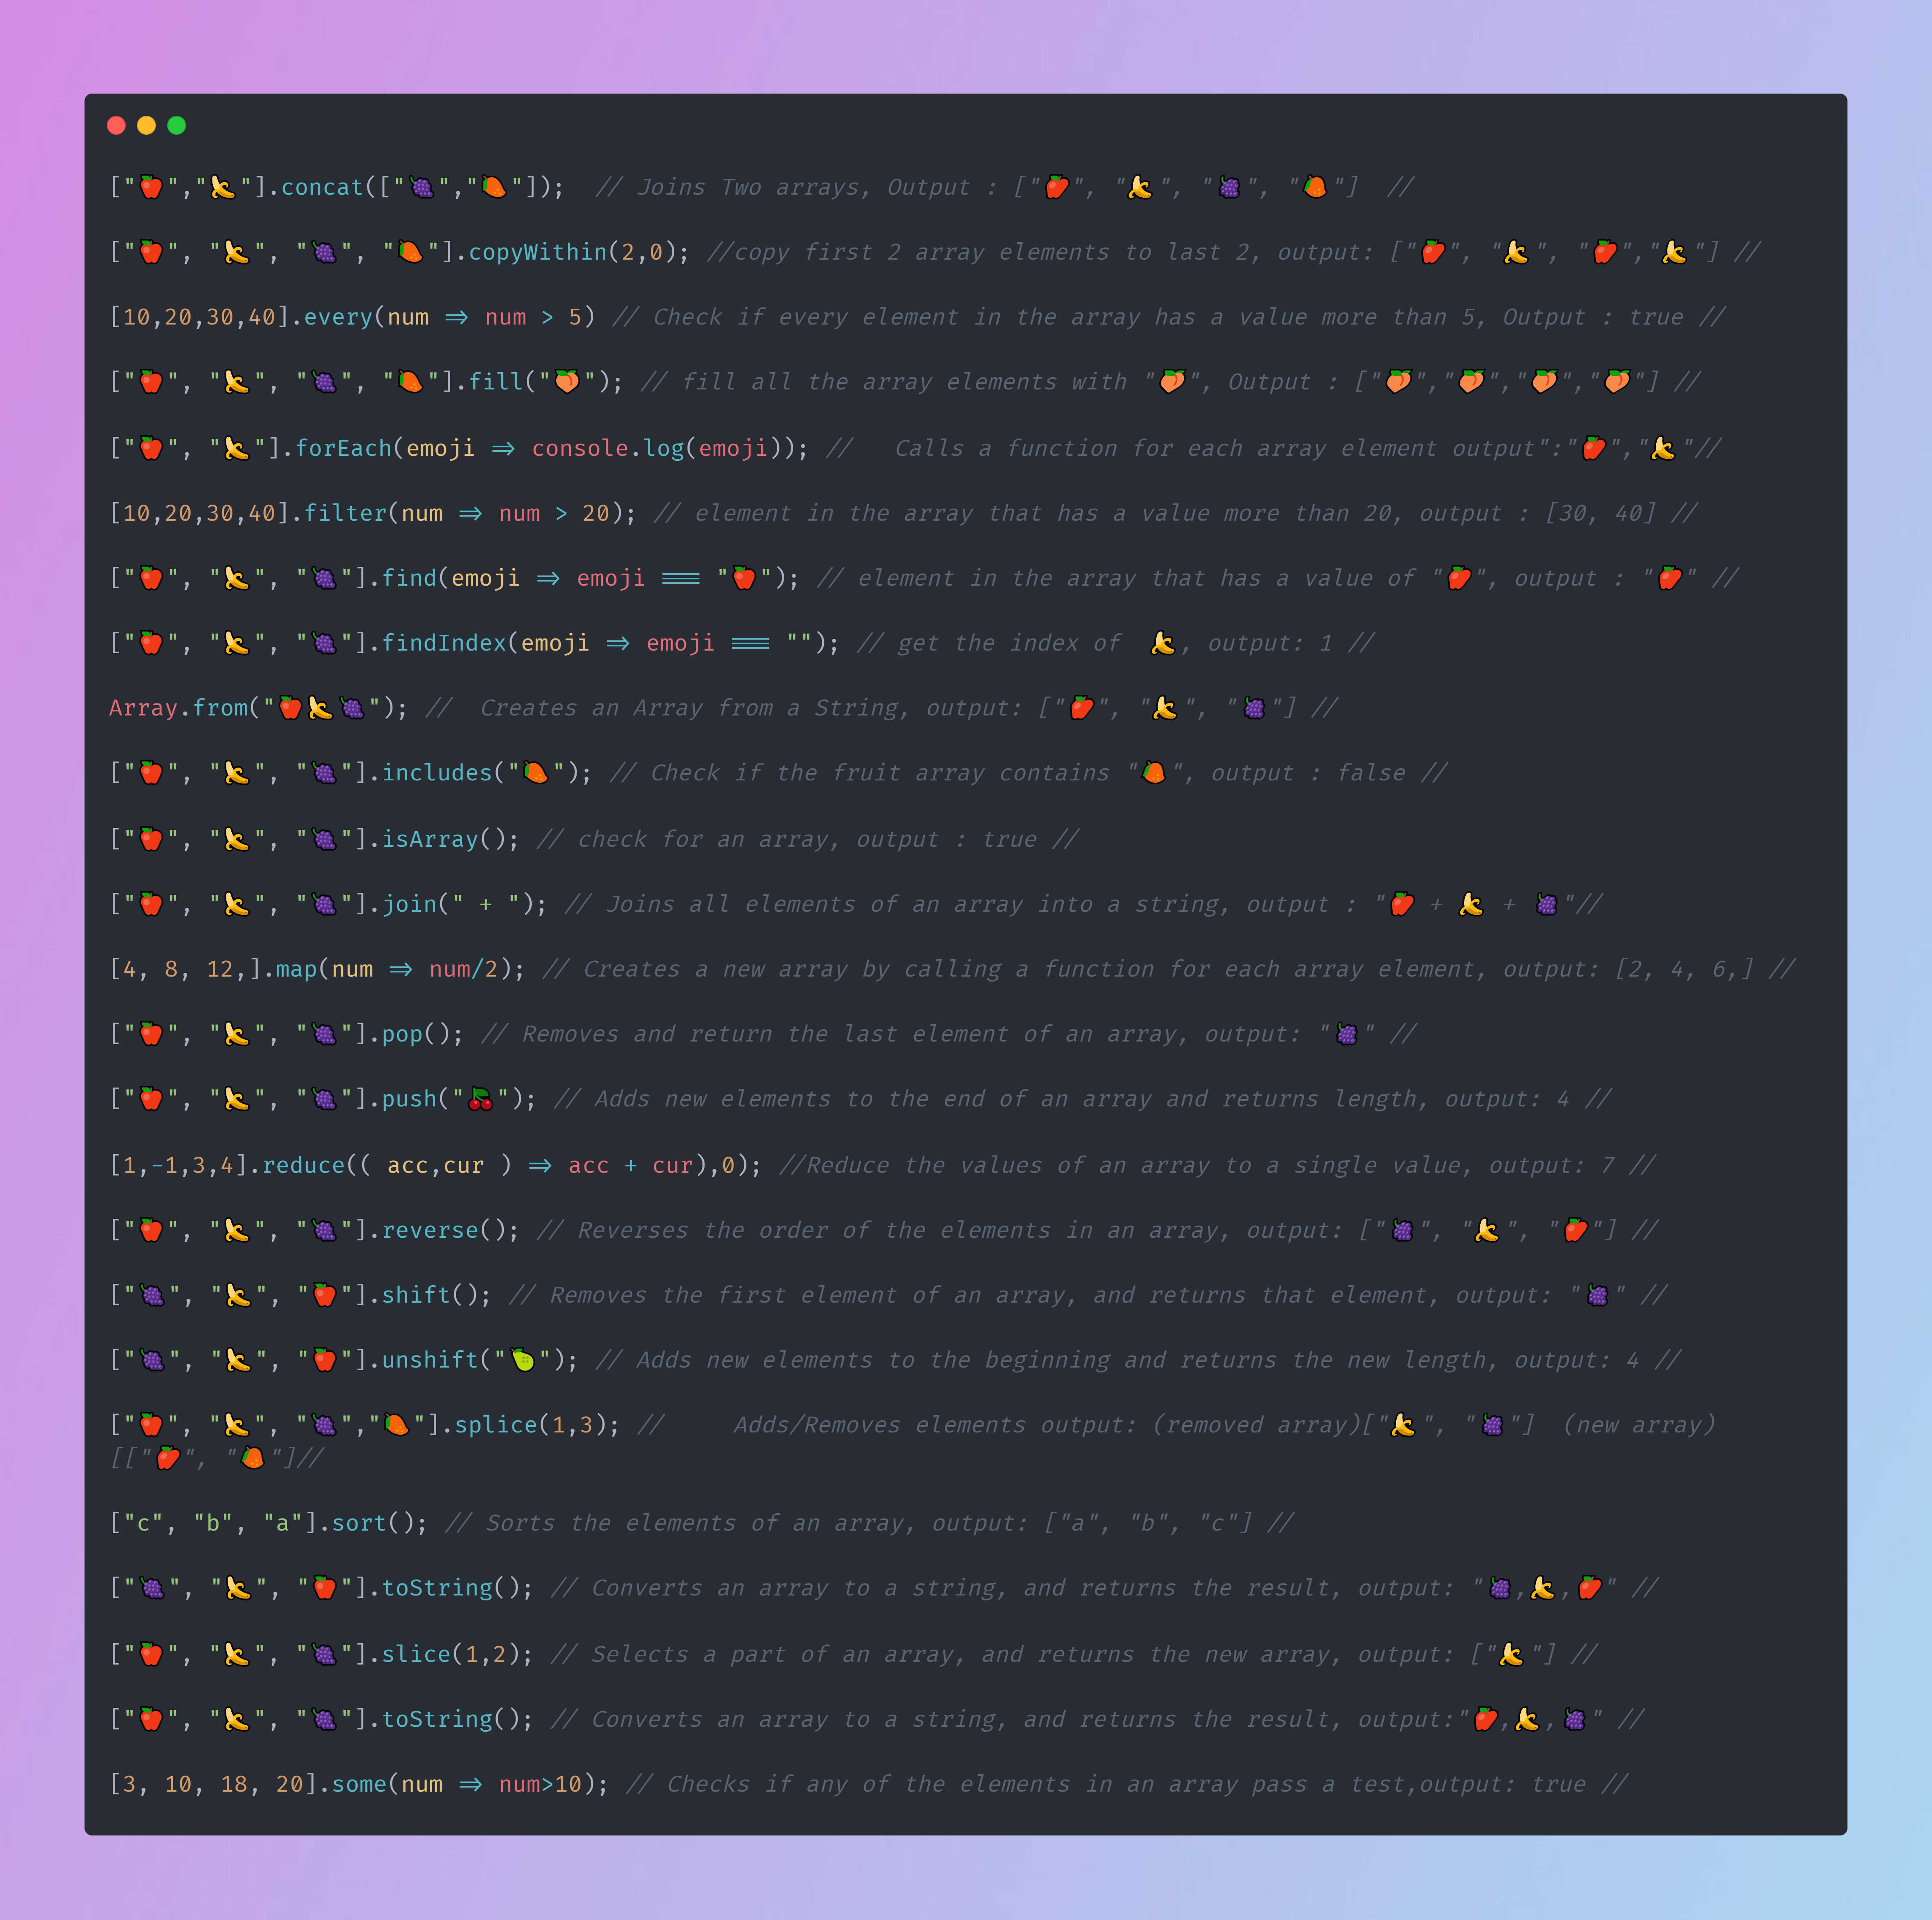 ["🍎","🍌"].concat(["🍇","🥭"]);  // Joins Two arrays, Output : ["🍎", "🍌", "🍇", "🥭"]  //
["🍎", "🍌", "🍇", "🥭"].copyWithin(2,0); //copy first 2 array elements to last 2, output: ["🍎", "🍌", "🍎","🍌"] //
[10,20,30,40].every(num => num > 5) // Check if every element in the array has a value more than 5, Output : true //
["🍎", "🍌", "🍇", "🥭"].fill("🍑"); // fill all the array elements with "🍑", Output : ["🍑","🍑","🍑","🍑"] //
["🍎", "🍌"].forEach(emoji => console.log(emoji)); //   Calls a function for each array element output":"🍎","🍌"//
[10,20,30,40].filter(num => num > 20); // element in the array that has a value more than 20, output : [30, 40] //
["🍎", "🍌", "🍇"].find(emoji => emoji === "🍎"); // element in the array that has a value of "🍎", output : "🍎" //
["🍎", "🍌", "🍇"].findIndex(emoji => emoji === ""); // get the index of  🍌, output: 1 //
Array.from("🍎🍌🍇"); //  Creates an Array from a String, output: ["🍎", "🍌", "🍇"] //
["🍎", "🍌", "🍇"].includes("🥭"); // Check if the fruit array contains "🥭", output : false //
["🍎", "🍌", "🍇"].isArray(); // check for an array, output : true //
["🍎", "🍌", "🍇"].join(" + "); // Joins all elements of an array into a string, output : "🍎 + 🍌 + 🍇"//
[4, 8, 12,].map(num => num/2); // Creates a new array by calling a function for each array element, output: [2, 4, 6,] //
["🍎", "🍌", "🍇"].pop(); // Removes and return the last element of an array, output: "🍇" //
["🍎", "🍌", "🍇"].push("🍒"); // Adds new elements to the end of an array and returns length, output: 4 //
[1,-1,3,4].reduce(( acc,cur ) => acc + cur),0); //Reduce the values of an array to a single value, output: 7 //
["🍎", "🍌", "🍇"].reverse(); // Reverses the order of the elements in an array, output: ["🍇", "🍌", "🍎"] //
["🍇", "🍌", "🍎"].shift(); // Removes the first element of an array, and returns that element, output: "🍇" //
["🍇", "🍌", "🍎"].unshift("🍐"); // Adds new elements to the beginning and returns the new length, output: 4 //
["🍎", "🍌", "🍇","🥭"].splice(1,3); //     Adds/Removes elements output: (removed array)["🍌", "🍇"]  (new array)
[["🍎", "🥭"]//
["c", "b", "a"].sort(); // Sorts the elements of an array, output: ["a", "b", "c"] //
["🍇", "🍌", "🍎"].toString(); // Converts an array to a string, and returns the result, output: "🍇,🍌,🍎" //
["🍎", "🍌", "🍇"].slice(1,2); // Selects a part of an array, and returns the new array, output: ["🍌"] //
["🍎", "🍌", "🍇"].toString(); // Converts an array to a string, and returns the result, output:"🍎,🍌,🍇" //
[3, 10, 18, 20].some(num => num>10); // Checks if any of the elements in an array pass a test,output: true //